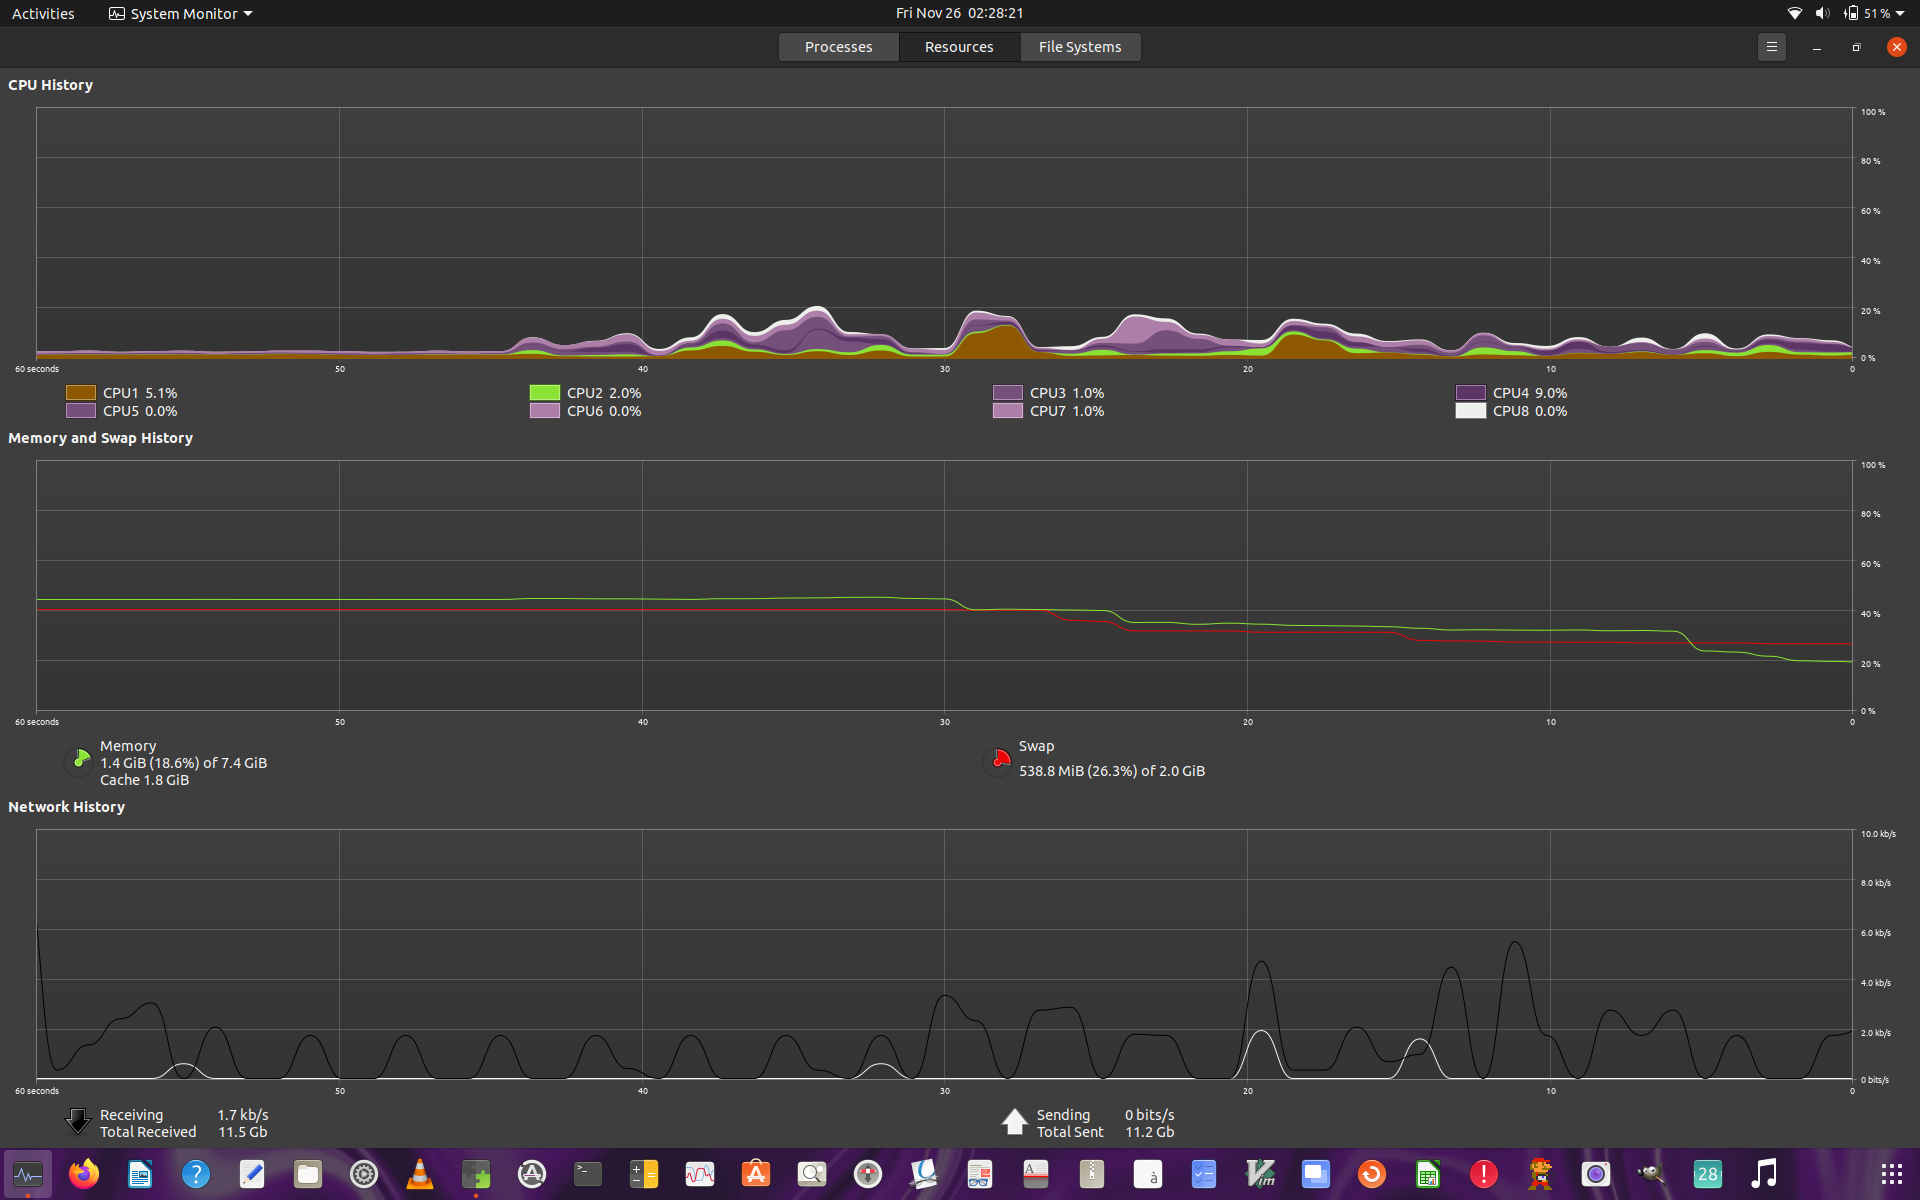 Activities System Monitor Fri Nov 26 02:28:21 51 %
Processes Resources File Systems
CPU History
100 %
80 %
60 %
40 %
20 %
0 %
60 seconds 50 40 30 20 10 0
CPU1 5.1% CPU2 2.0% CPU3 1.0% CPU4 9.0%
CPU5 0.0% CPU6 0.0% CPU7 1.0% CPU8 0.0%
Memory and Swap History
100 %
80 %
60 %
40 %
20 %
0 %
60 seconds 50 40 30 20 10 0
Memory
1.4 GiB (18.6%) of 7.4 GiB
Cache 1.8 GiB
Swap
538.8 MiB (26.3%) of 2.0 GiB
Network History
10.0 kb/s
8.0 kb/s
6.0 kb/s
4.0 kb/s
2.0 kb/s
0 bits/s
60 seconds 50 40 30 20 10 0
Receiving 1.7 kb/s Sending 0 bits/s
Total Received 11.5 Gb Total Sent 11.2 Gb
? >_ A à Vim ! 28